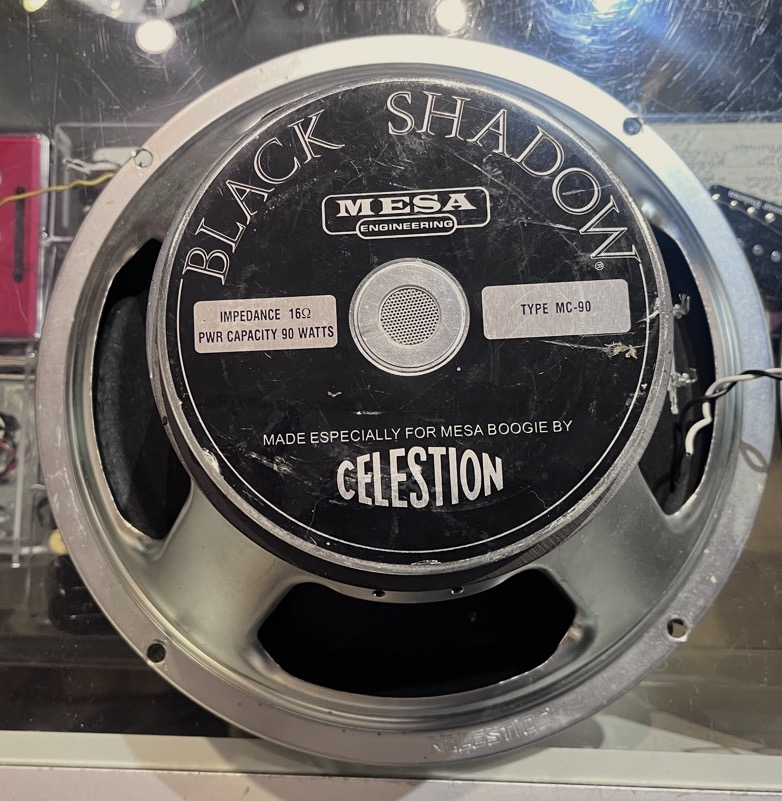 BLACK SHADOW®
MESA
ENGINEERING
IMPEDANCE 16Ω
PWR CAPACITY 90 WATTS
TYPE MC-90
MADE ESPECIALLY FOR MESA BOOGIE BY
CELESTION
CELESTION